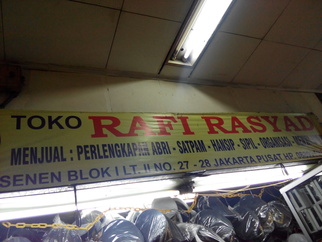 TOKO RAFI RASYAD
MENJUAL : PERLENGKAPAN ABRI - SATPAM - HANSIP - SIPIL - ORGANISASI -
SENEN BLOK I LT.II NO. 27 - 28 JAKARTA PUSAT HP.